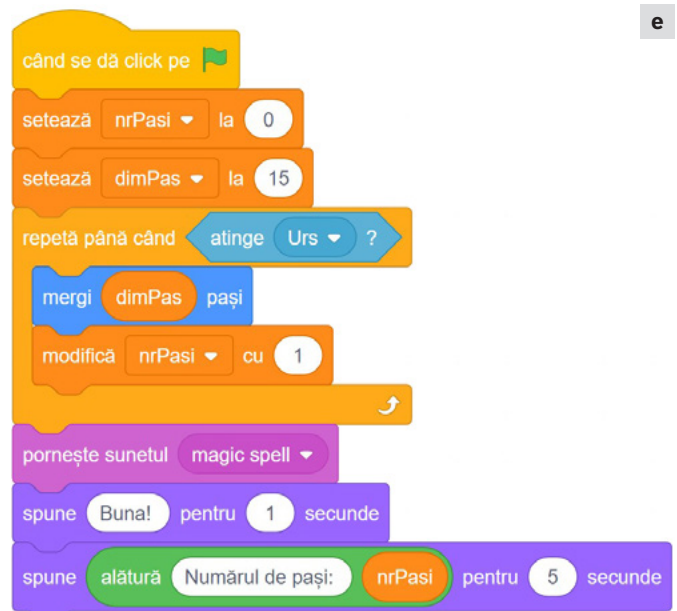 e
când se dă click pe
setează nrPasi la 0
setează dimPas la 15
repetă până când atinge Urs ?
mergi dimPas pași
modifică nrPasi cu 1
pornește sunetul magic spell
spune Buna! pentru 1 secunde
spune alătură Numărul de pași: nrPasi pentru 5 secunde